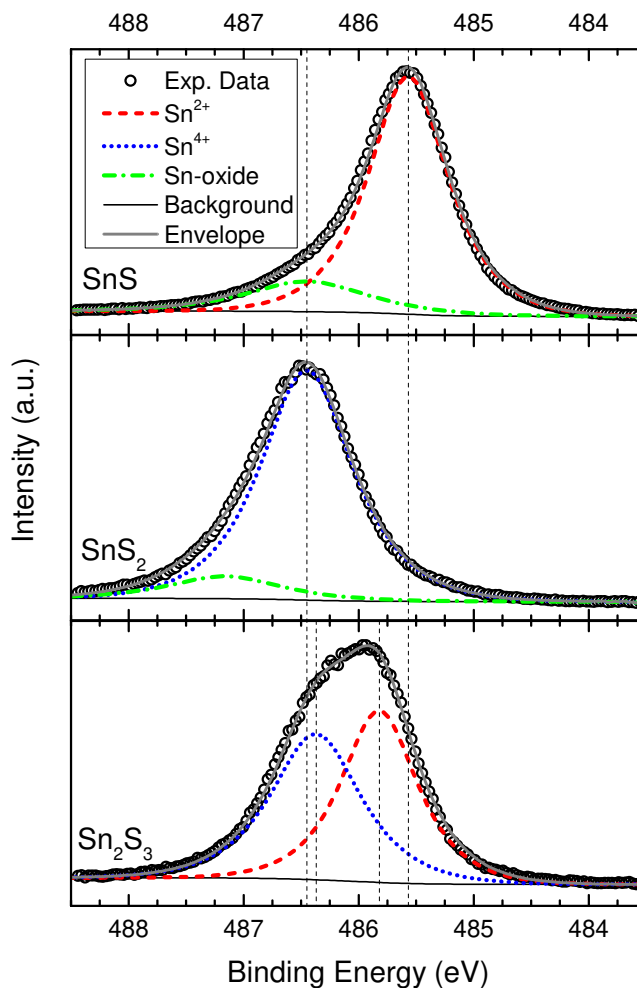 488 487 486 485 484
Exp. Data
Sn²⁺
Sn⁴⁺
Sn-oxide
Background
Envelope
SnS
SnS₂
Sn₂S₃
Intensity (a.u.)
488 487 486 485 484
Binding Energy (eV)